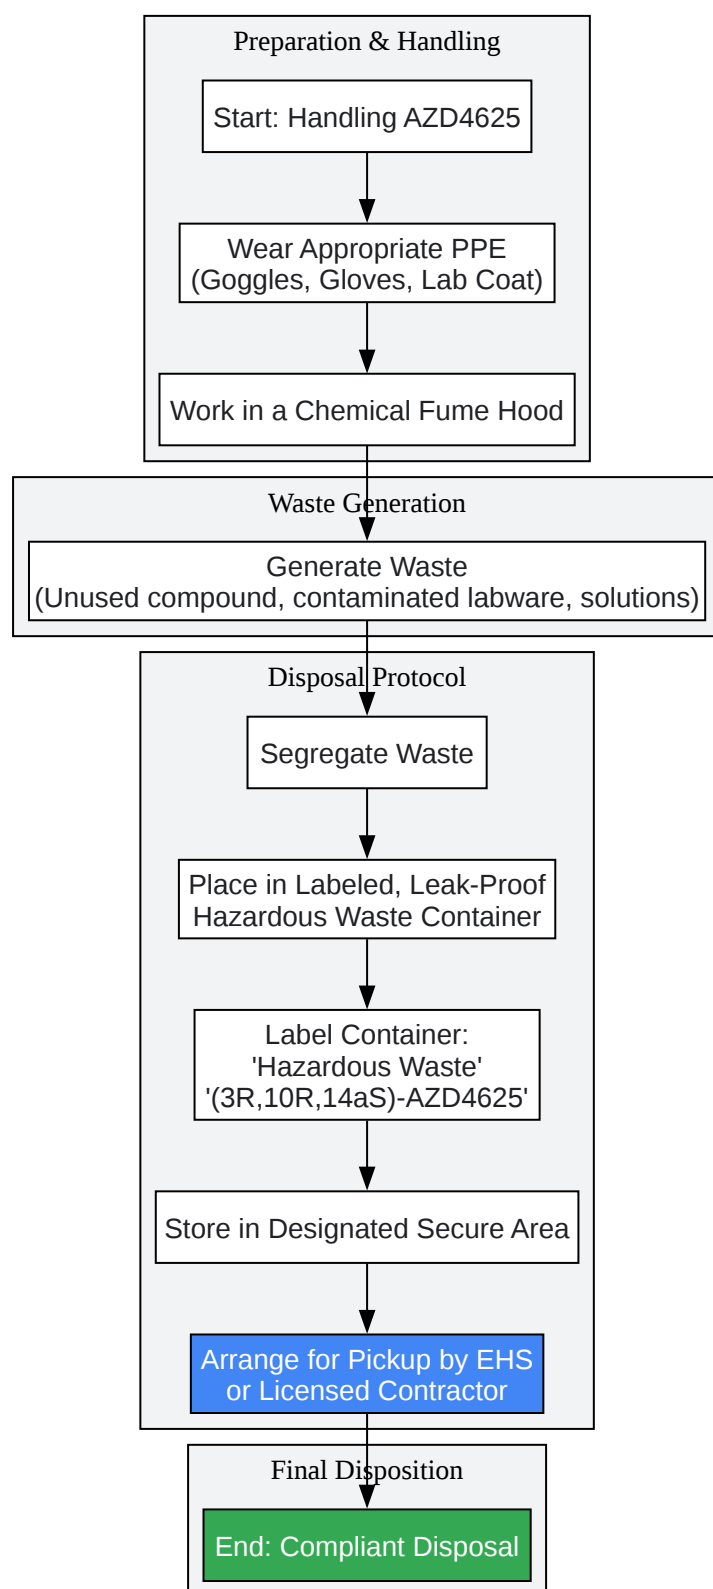 Preparation & Handling
Start: Handling AZD4625
Wear Appropriate PPE
(Goggles, Gloves, Lab Coat)
Work in a Chemical Fume Hood
Waste Generation
Generate Waste
(Unused compound, contaminated labware, solutions)
Disposal Protocol
Segregate Waste
Place in Labeled, Leak-Proof
Hazardous Waste Container
Label Container:
'Hazardous Waste'
'(3R,10R,14aS)-AZD4625'
Store in Designated Secure Area
Arrange for Pickup by EHS
or Licensed Contractor
Final Disposition
End: Compliant Disposal